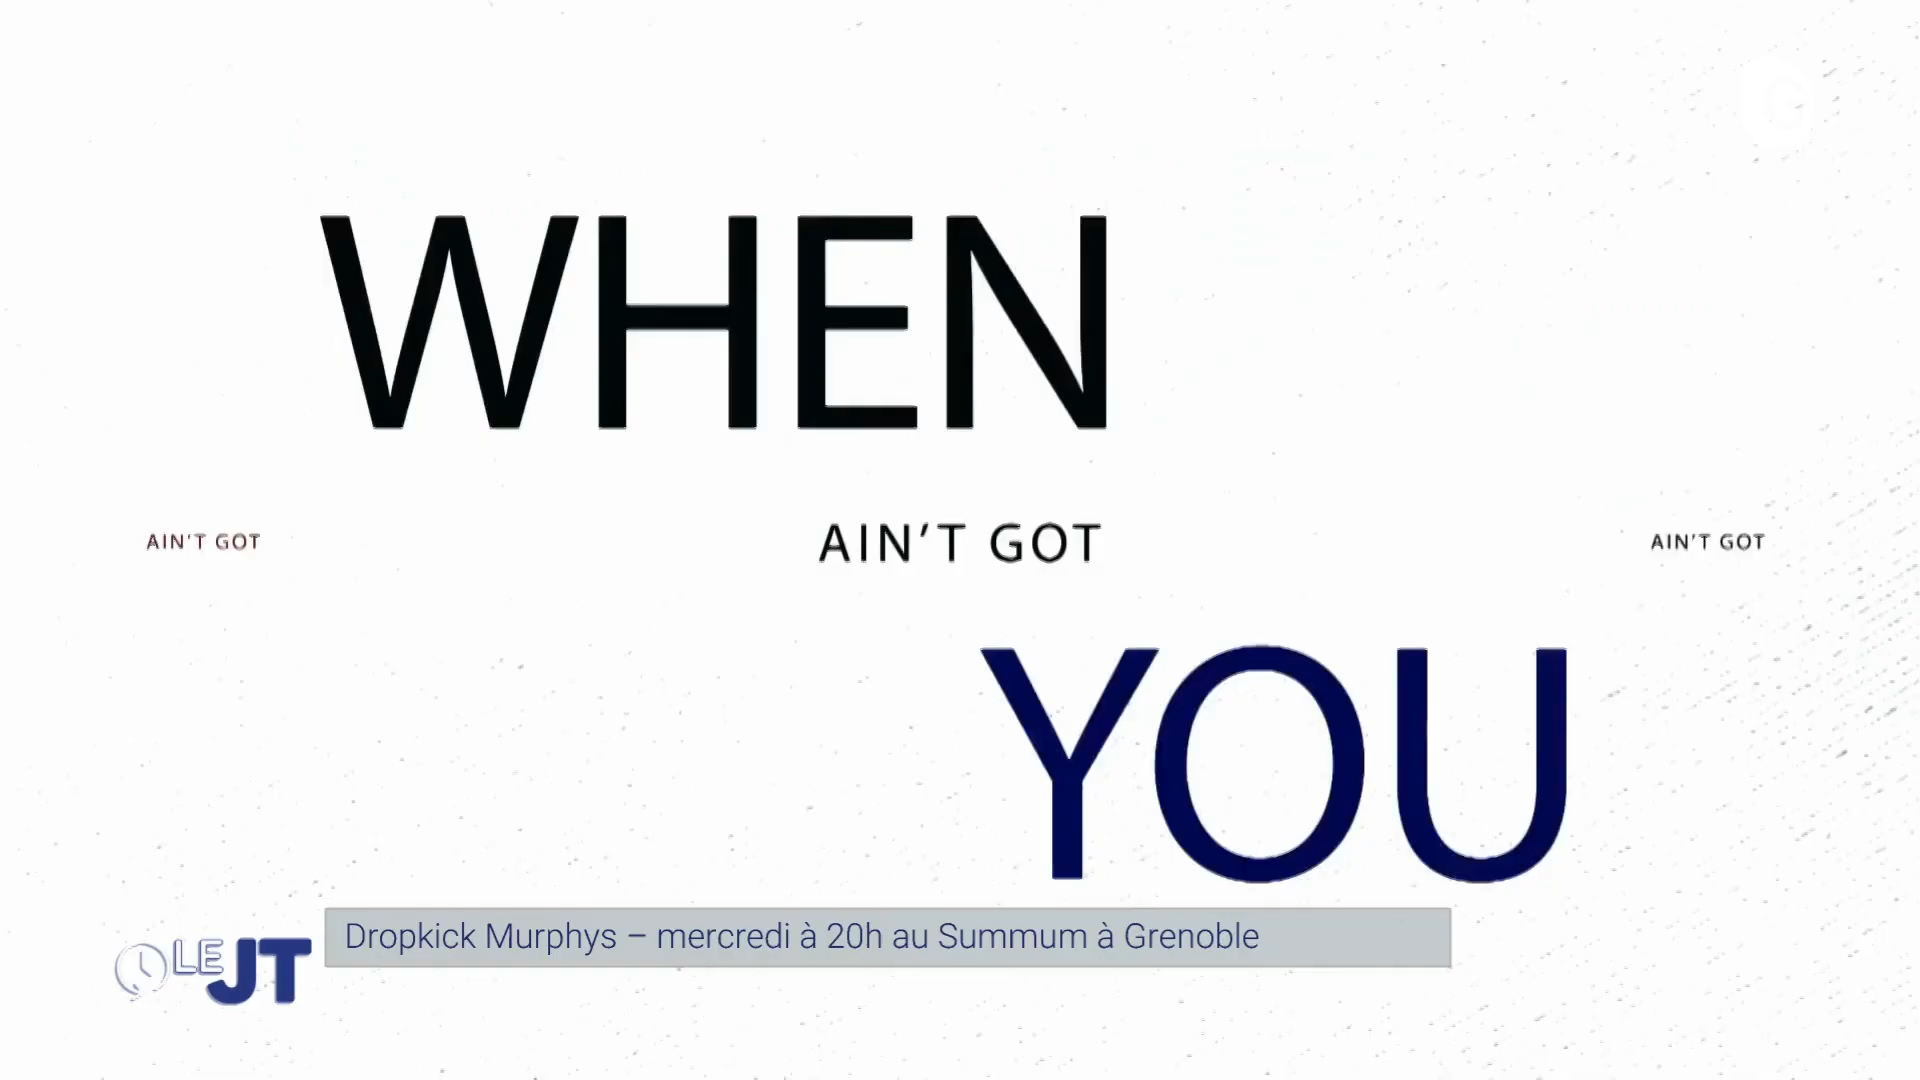 WHEN
AIN'T GOT AIN'T GOT AIN'T GOT
YOU
Dropkick Murphys – mercredi à 20h au Summum à Grenoble
LE JT
G